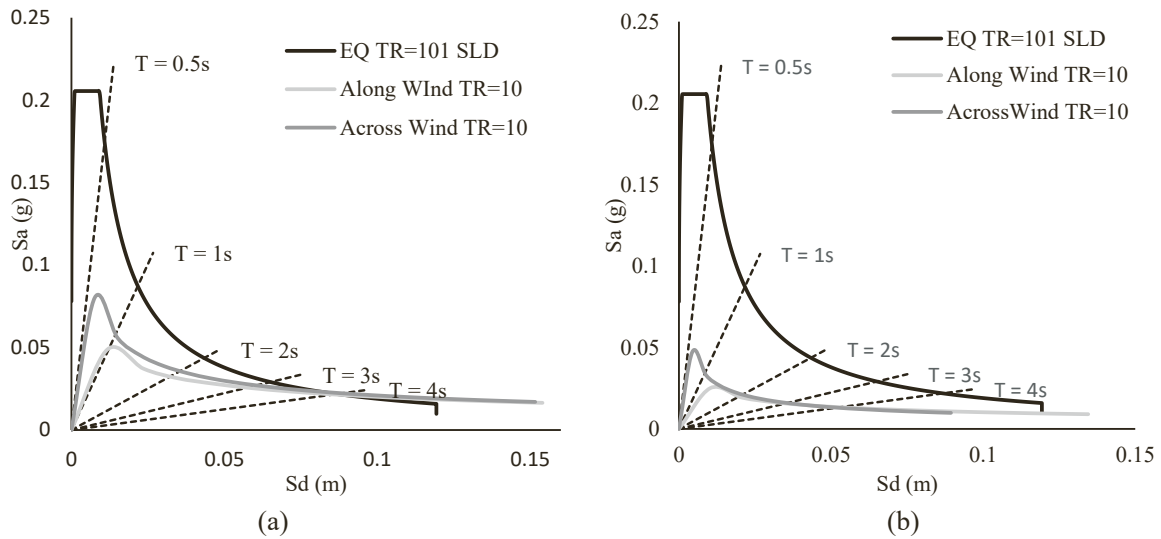 0.25
0.2
0.15
0.1
0.05
0
Sa (g)
0
0.05
0.1
0.15
Sd (m)
T = 0.5s
T = 1s
T = 2s
T = 3s
T = 4s
EQ TR=101 SLD
Along WInd TR=10
Across Wind TR=10
(a)
0.25
0.2
0.15
0.1
0.05
0
Sa (g)
0
0.05
0.1
0.15
Sd (m)
T = 0.5s
T = 1s
T = 2s
T = 3s
T = 4s
EQ TR=101 SLD
Along Wind TR=10
AcrossWind TR=10
(b)